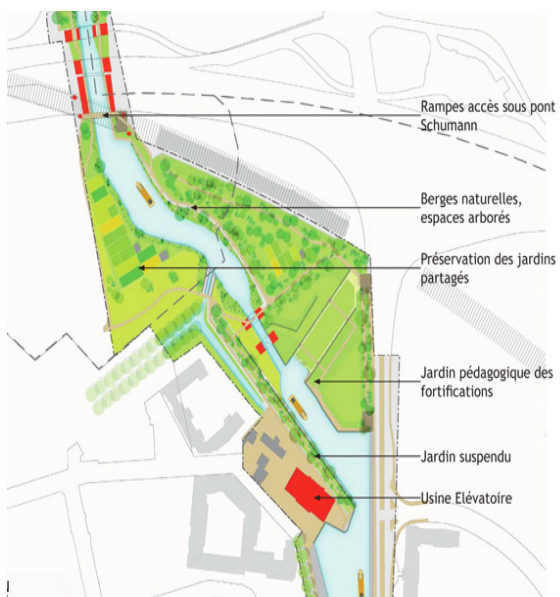 Rampes accès sous pont
Schumann
Berges naturelles,
espaces arborés
Préservation des jardins
partagés
Jardin pédagogique des
fortifications
Jardin suspendu
Usine Elévatoire